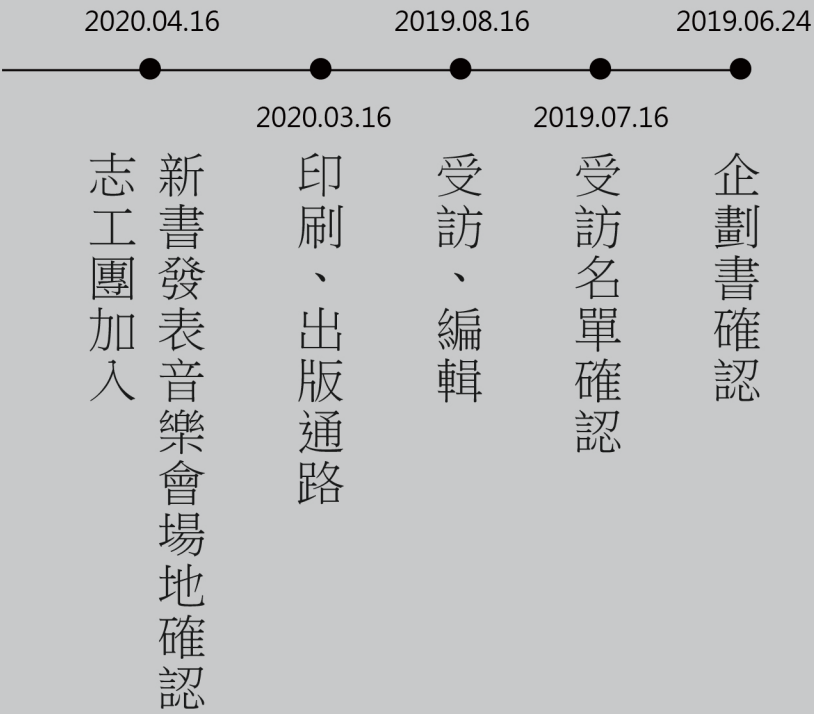 2019.06.24
企劃書確認
2019.07.16
受訪名單確認
2019.08.16
受訪、編輯
2020.03.16
印刷、出版通路
2020.04.16
新書發表音樂會場地確認
志工團加入